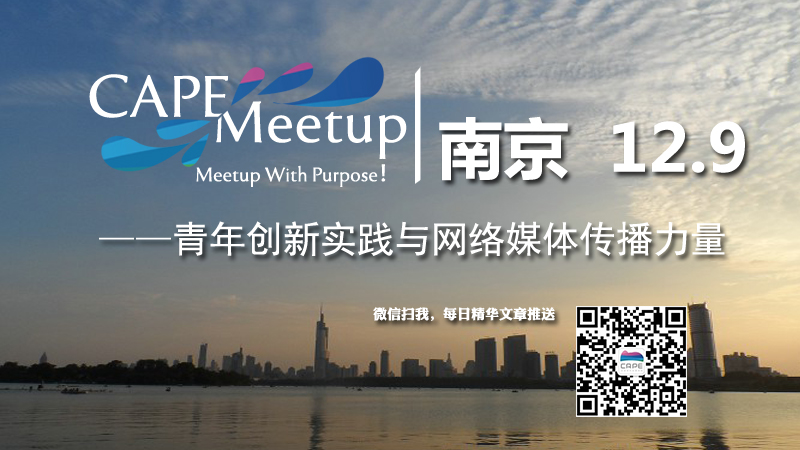 CAPE
Meetup
Meetup With Purpose!
南京 12.9
——青年创新实践与网络媒体传播力量
微信扫我，每日精华文章推送
CAPE